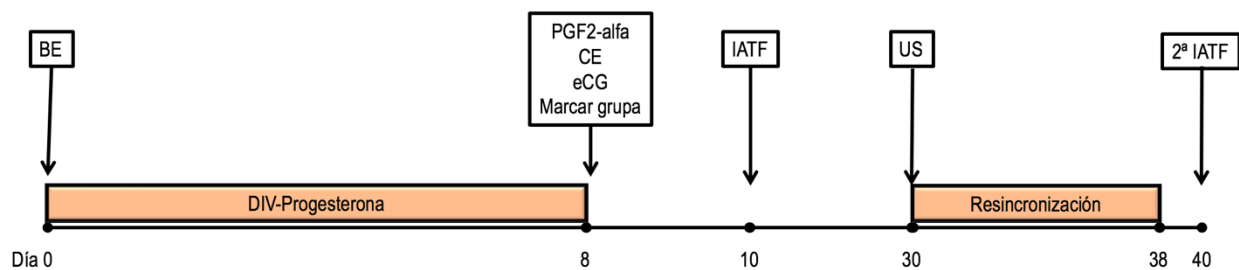 BE
PGF2-alfa
CE
eCG
Marcar grupa
IATF
US
2ª IATF
DIV-Progesterona
Resincronización
Día 0
8
10
30
38
40